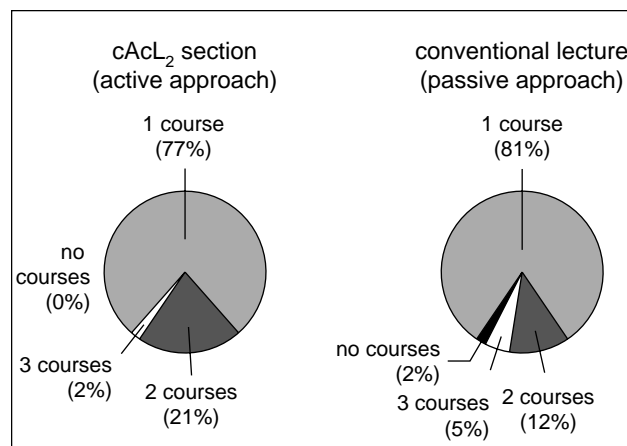 cAcL₂ section
(active approach)
1 course
(77%)
no
courses
(0%)
3 courses
(2%)
2 courses
(21%)
conventional lecture
(passive approach)
1 course
(81%)
no courses
(2%)
3 courses
(5%)
2 courses
(12%)